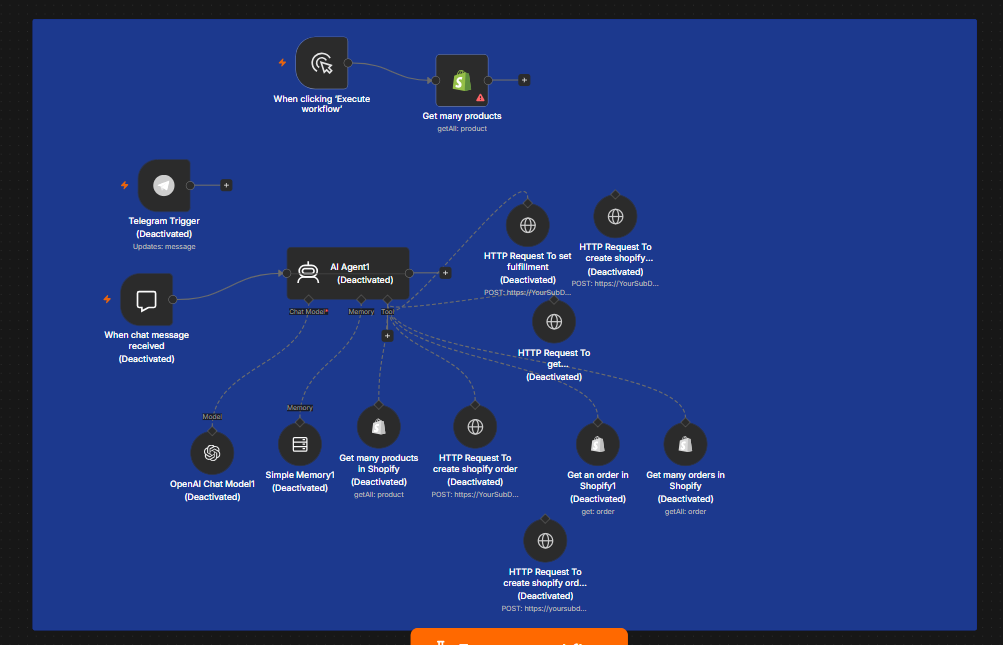 When clicking 'Execute
workflow'
Get many products
getAll: product
Telegram Trigger
(Deactivated)
Updates: message
AI Agent1
(Deactivated)
Chat Model*
Memory
Tool
When chat message
received
(Deactivated)
HTTP Request To set
fulfillment
(Deactivated)
POST: https://YourSubD...
HTTP Request To
create shopify...
(Deactivated)
POST: https://YourSubD...
HTTP Request To
get...
(Deactivated)
Model
OpenAI Chat Model1
(Deactivated)
Memory
Simple Memory1
(Deactivated)
Get many products
in Shopify
(Deactivated)
getAll: product
HTTP Request To
create shopify order
(Deactivated)
POST: https://YourSubD...
Get an order in
Shopify1
(Deactivated)
get: order
Get many orders in
Shopify
(Deactivated)
getAll: order
HTTP Request To
create shopify ord...
(Deactivated)
POST: https://yoursubd...